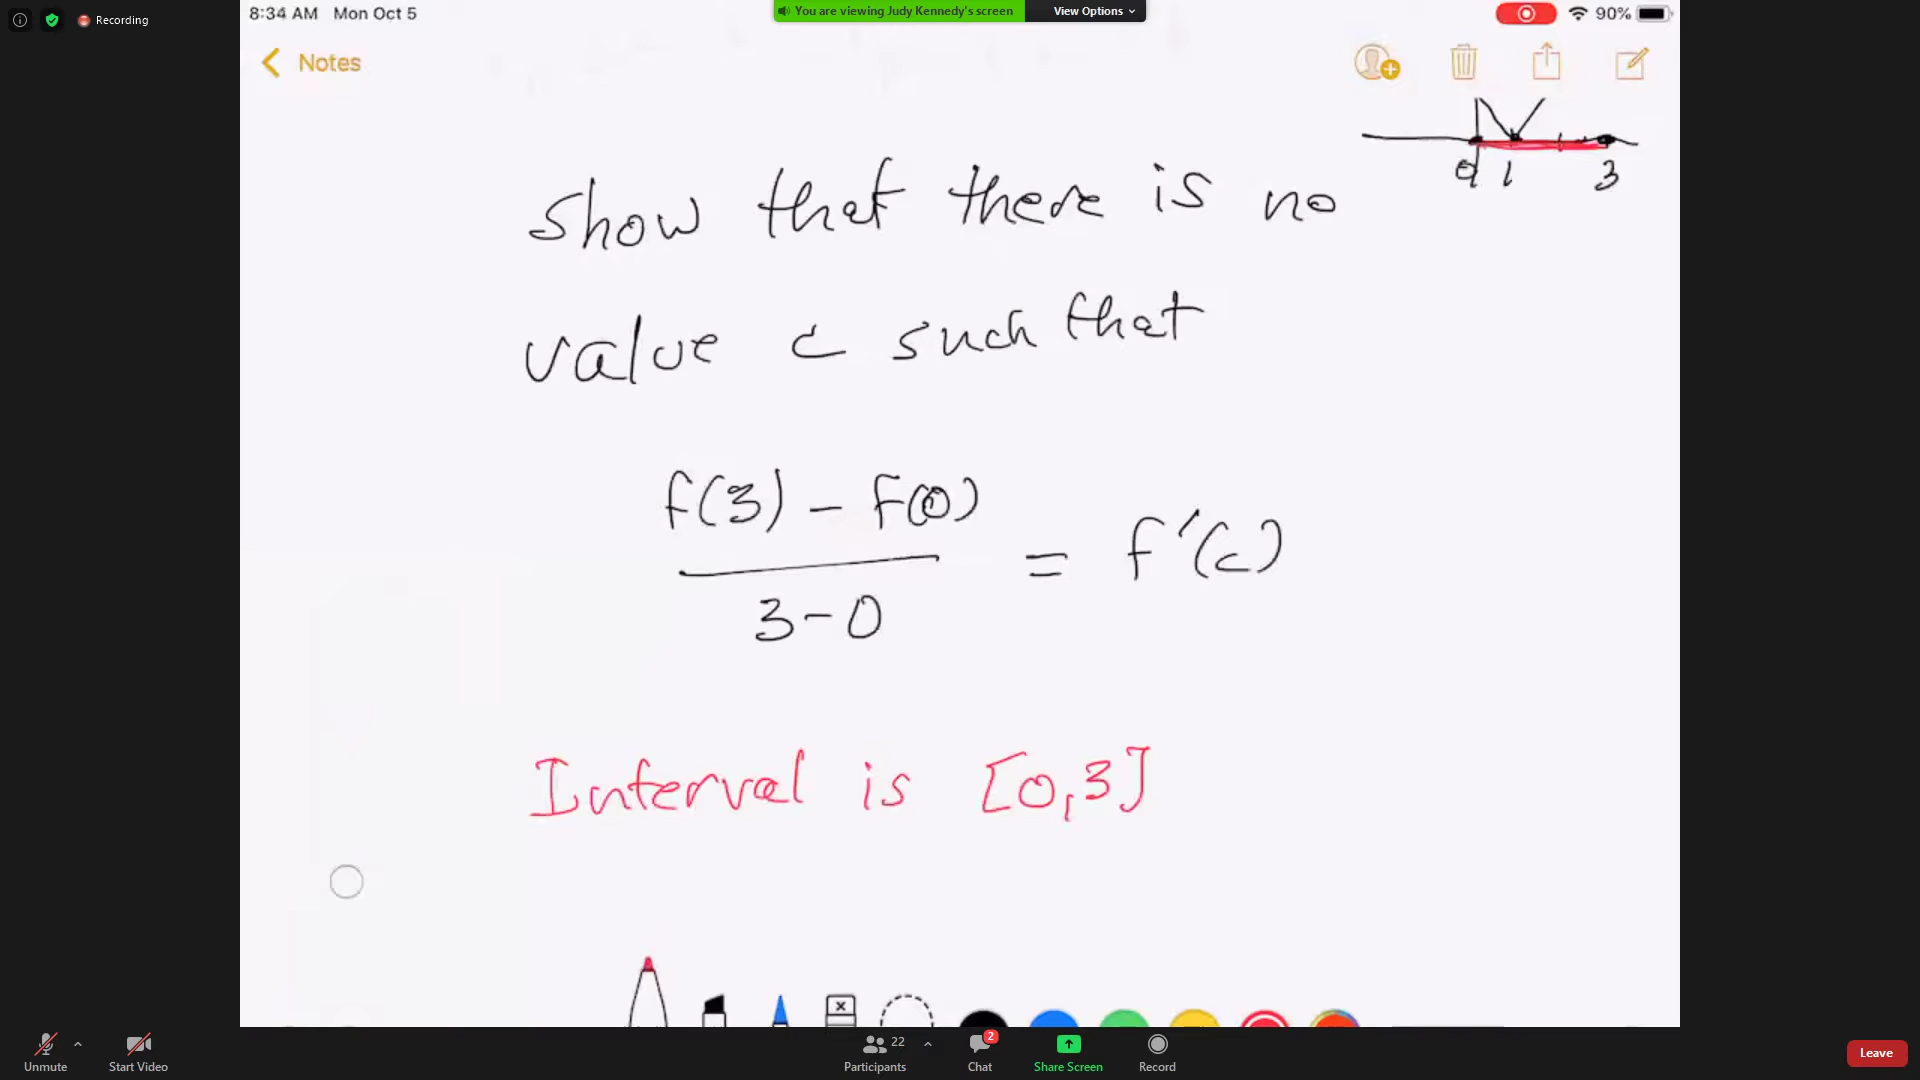 Recording
8:34 AM Mon Oct 5
You are viewing Judy Kennedy's screen
View Options
90%
Notes
0 1 3
show that there is no
value c such that
f(3) - f(0)
3-0
= f'(c)
Interval is [0,3]
Unmute
Start Video
22
Participants
2
Chat
Share Screen
Record
Leave